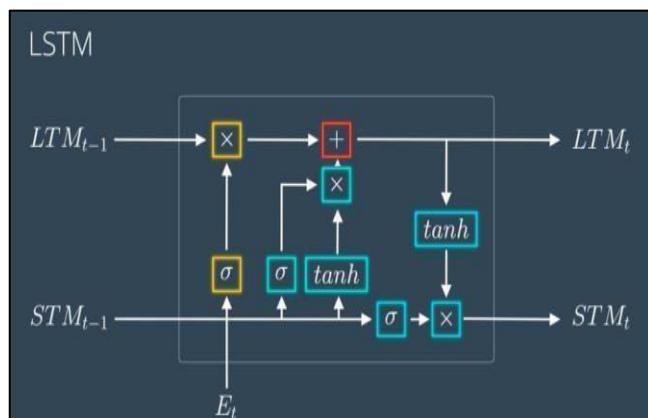 LSTM
LTM_{t-1} × + LTM_t
×
tanh
σ σ tanh
STM_{t-1} σ × STM_t
E_t